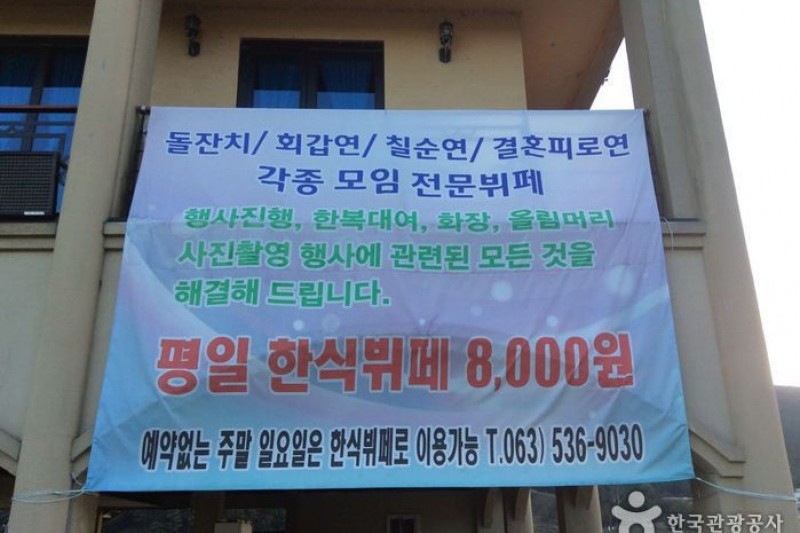 돌잔치/ 회갑연/ 칠순연/ 결혼피로연
각종 모임 전문뷔페
행사진행, 한복대여, 화장, 올림머리
사진촬영 행사에 관련된 모든 것을
해결해 드립니다.
평일 한식뷔페 8,000원
예약없는 주말 일요일은 한식뷔페로 이용가능 T.063) 536-9030
한국관광공사